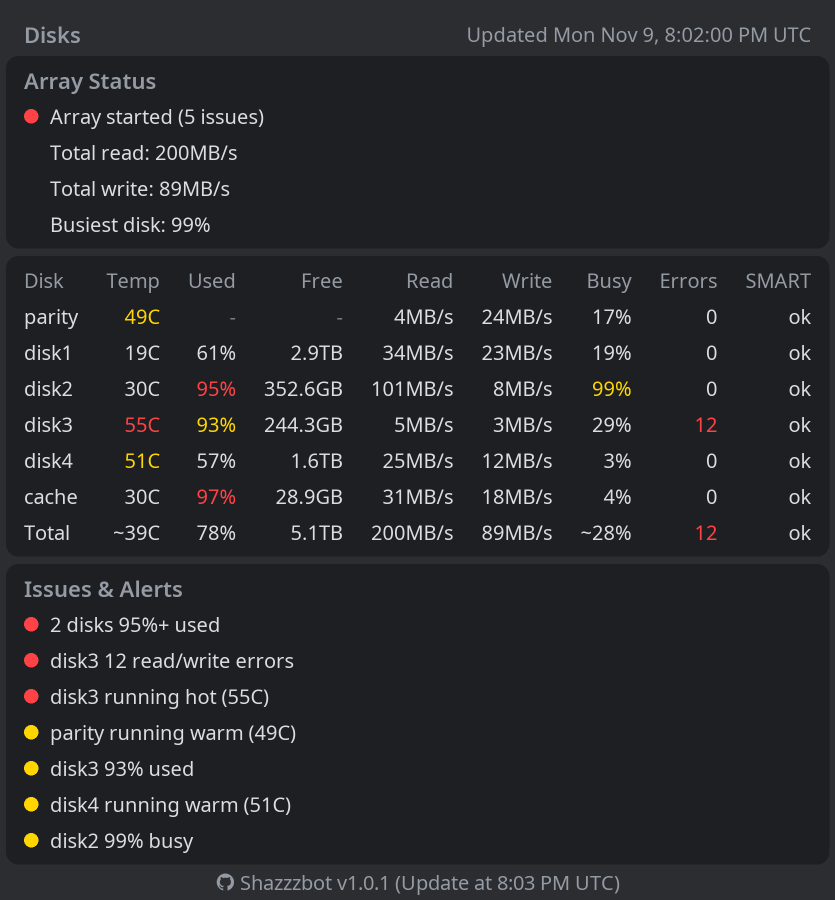 Disks Updated Mon Nov 9, 8:02:00 PM UTC
Array Status
Array started (5 issues)
Total read: 200MB/s
Total write: 89MB/s
Busiest disk: 99%
Disk Temp Used Free Read Write Busy Errors SMART
parity 49C - - 4MB/s 24MB/s 17% 0 ok
disk1 19C 61% 2.9TB 34MB/s 23MB/s 19% 0 ok
disk2 30C 95% 352.6GB 101MB/s 8MB/s 99% 0 ok
disk3 55C 93% 244.3GB 5MB/s 3MB/s 29% 12 ok
disk4 51C 57% 1.6TB 25MB/s 12MB/s 3% 0 ok
cache 30C 97% 28.9GB 31MB/s 18MB/s 4% 0 ok
Total ~39C 78% 5.1TB 200MB/s 89MB/s ~28% 12 ok
Issues & Alerts
2 disks 95%+ used
disk3 12 read/write errors
disk3 running hot (55C)
parity running warm (49C)
disk3 93% used
disk4 running warm (51C)
disk2 99% busy
Shazzzbot v1.0.1 (Update at 8:03 PM UTC)